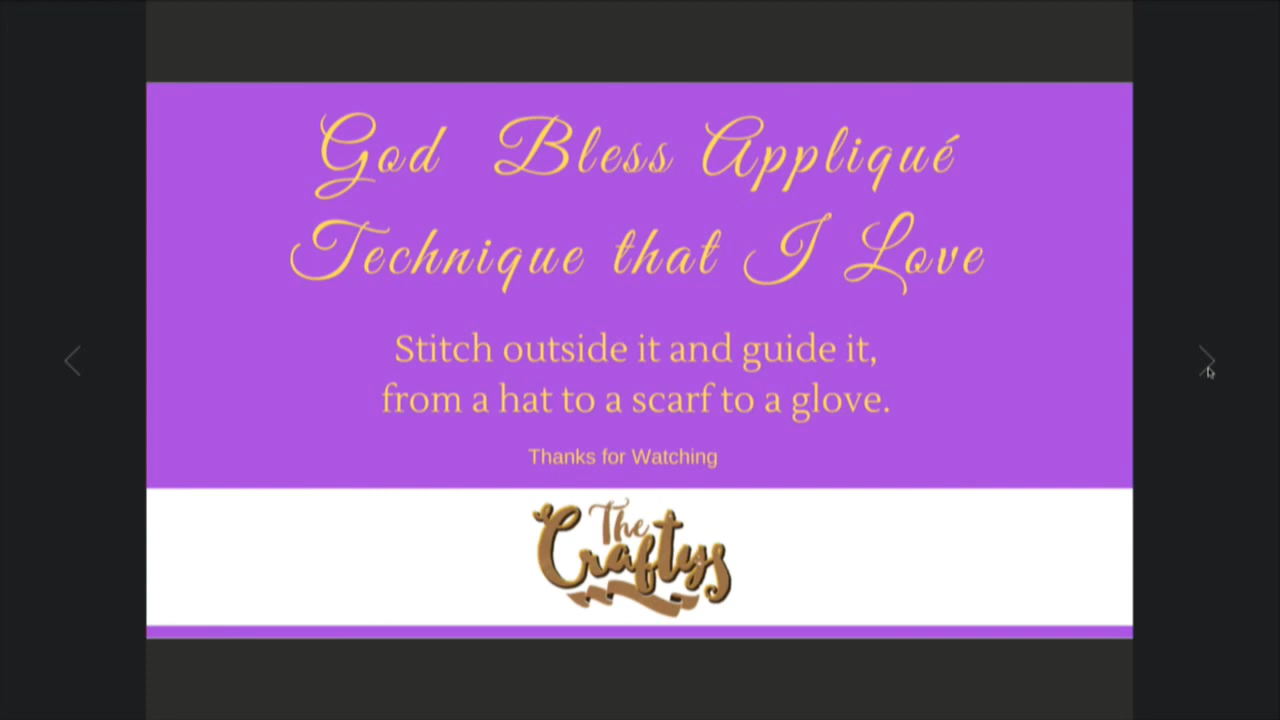 God Bless Appliqué
Technique that I Love
Stitch outside it and guide it,
from a hat to a scarf to a glove.
Thanks for Watching
The
Craftys